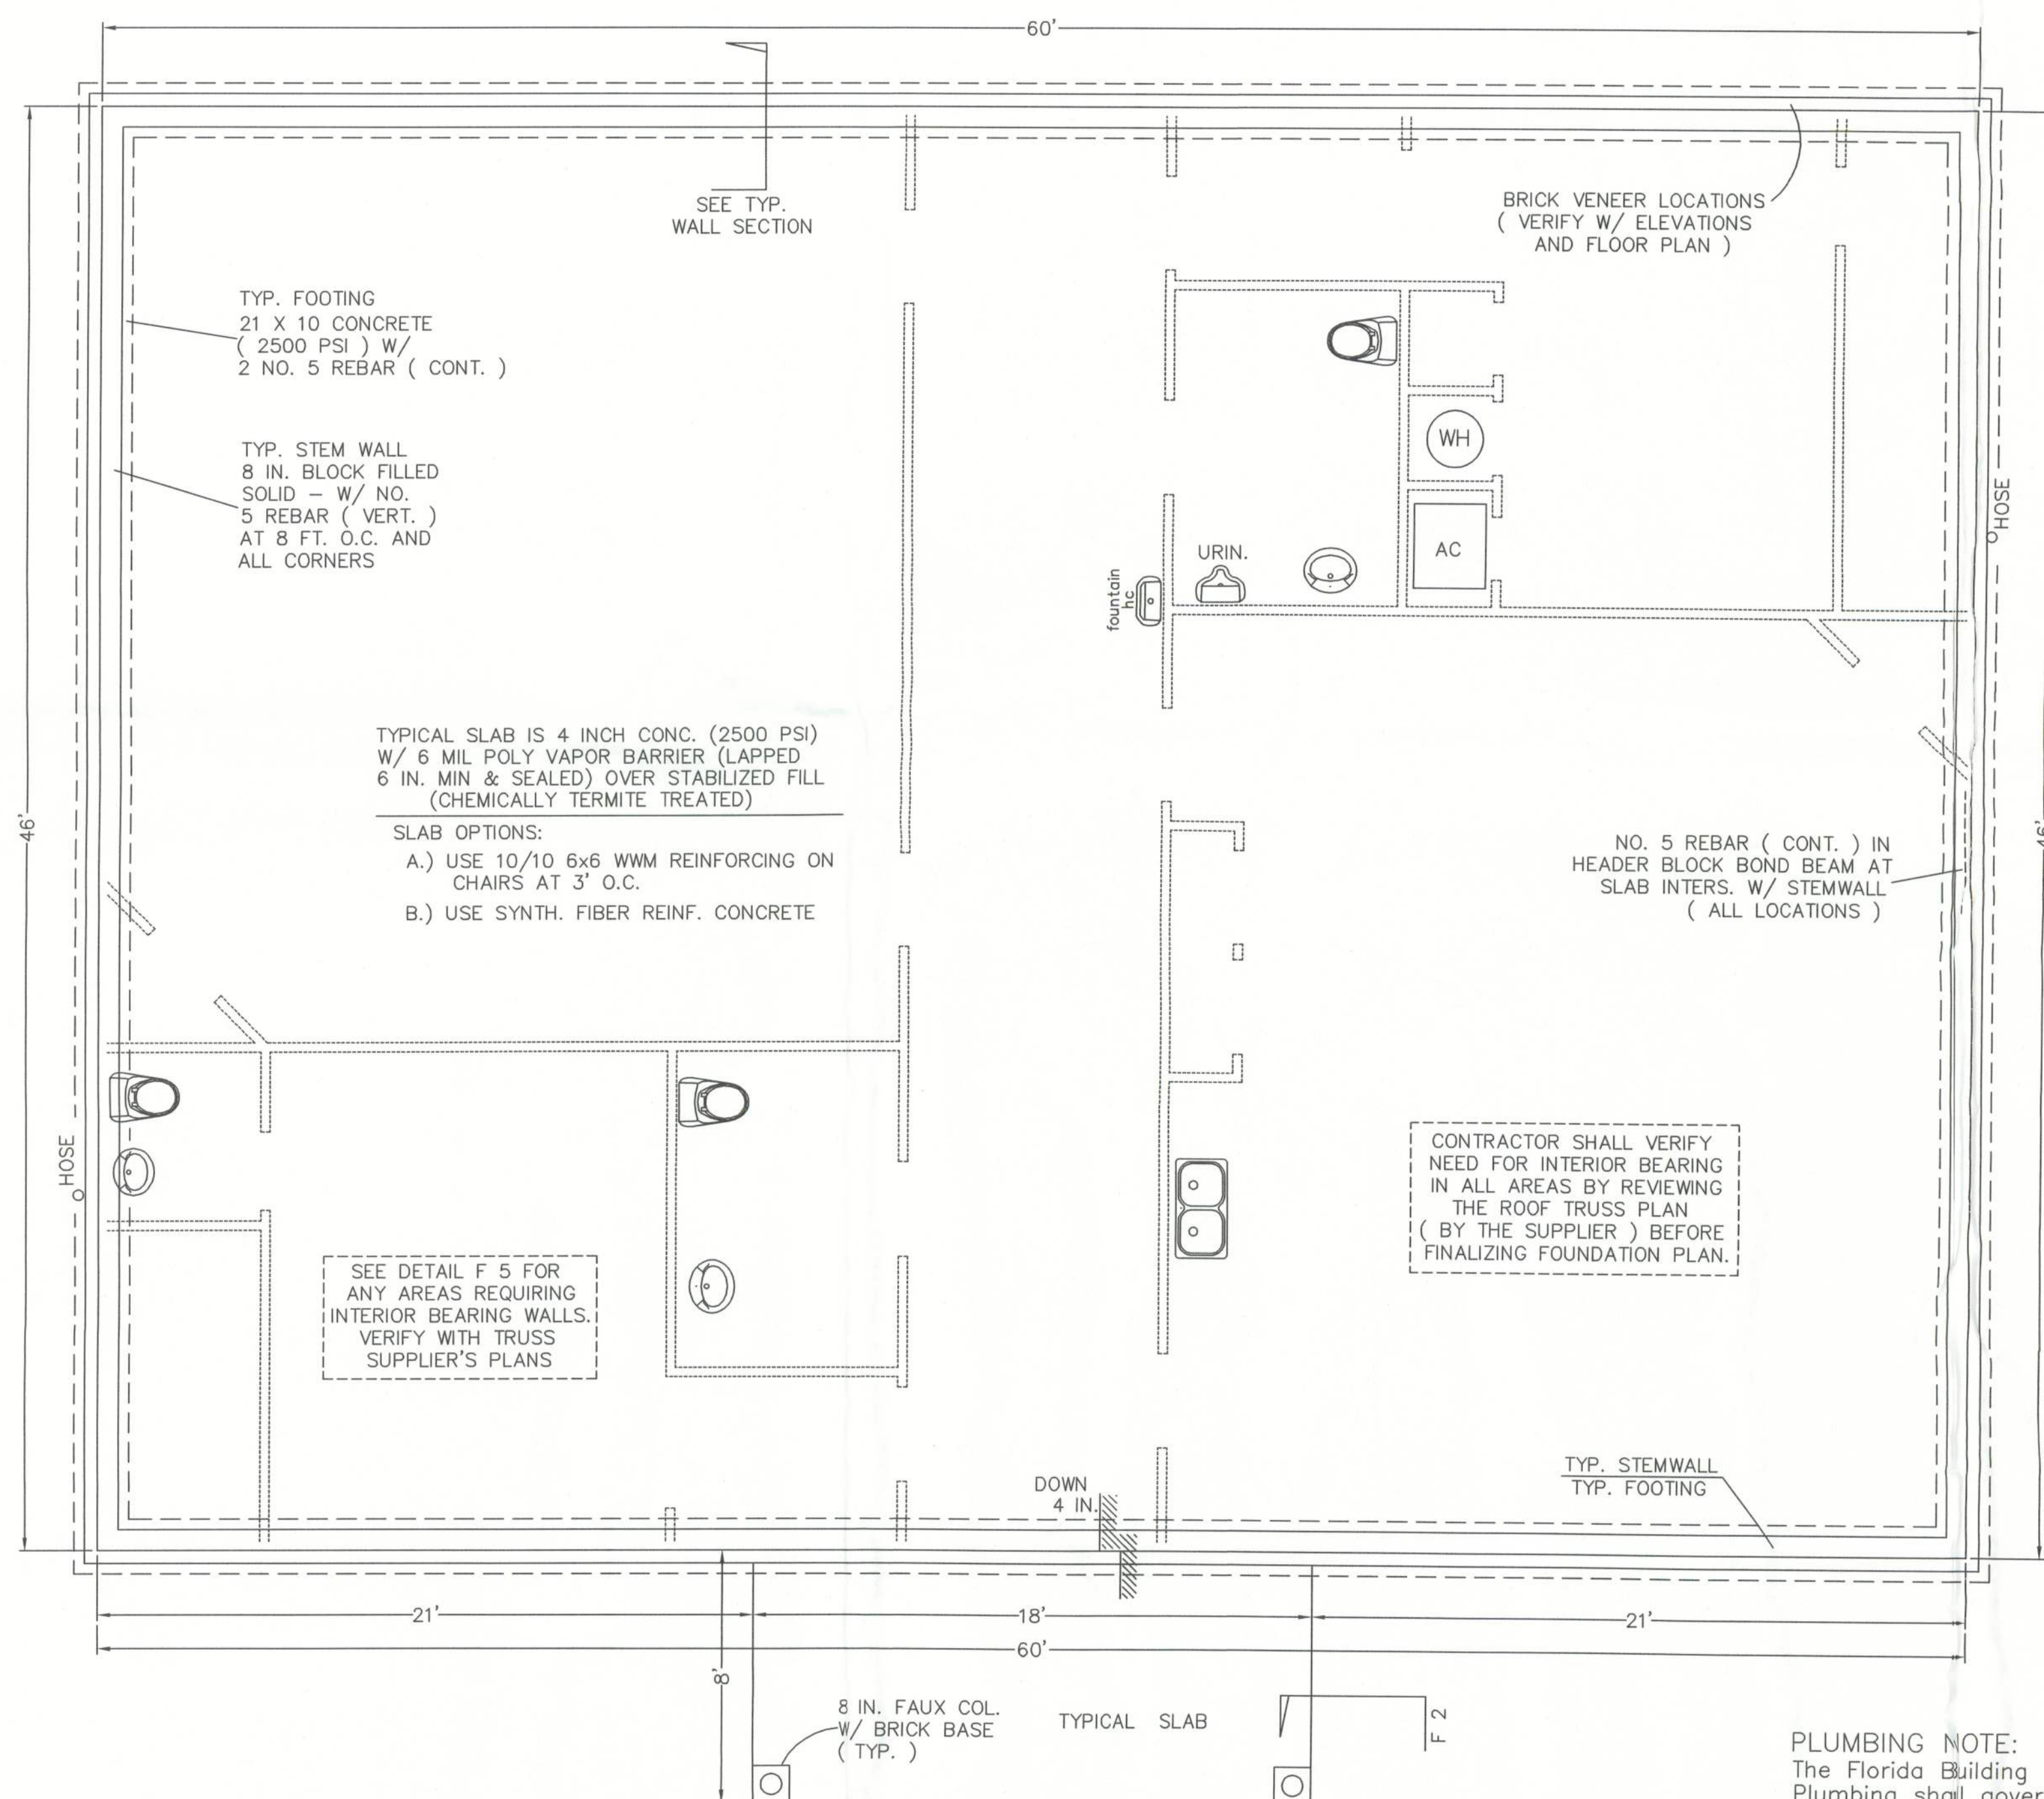 60'
SEE TYP.
WALL SECTION
BRICK VENEER LOCATIONS
( VERIFY W/ ELEVATIONS
AND FLOOR PLAN )
TYP. FOOTING
21 X 10 CONCRETE
( 2500 PSI ) W/
2 NO. 5 REBAR ( CONT. )
TYP. STEM WALL
8 IN. BLOCK FILLED
SOLID – W/ NO.
5 REBAR ( VERT. )
AT 8 FT. O.C. AND
ALL CORNERS
WH
HOSE
URIN.
AC
fountain
hc
TYPICAL SLAB IS 4 INCH CONC. (2500 PSI)
W/ 6 MIL POLY VAPOR BARRIER (LAPPED
6 IN. MIN & SEALED) OVER STABILIZED FILL
(CHEMICALLY TERMITE TREATED)
SLAB OPTIONS:
A.) USE 10/10 6x6 WWM REINFORCING ON
CHAIRS AT 3' O.C.
B.) USE SYNTH. FIBER REINF. CONCRETE
46'
46'
NO. 5 REBAR ( CONT. ) IN
HEADER BLOCK BOND BEAM AT
SLAB INTERS. W/ STEMWALL
( ALL LOCATIONS )
HOSE
CONTRACTOR SHALL VERIFY
NEED FOR INTERIOR BEARING
IN ALL AREAS BY REVIEWING
THE ROOF TRUSS PLAN
( BY THE SUPPLIER ) BEFORE
FINALIZING FOUNDATION PLAN.
SEE DETAIL F 5 FOR
ANY AREAS REQUIRING
INTERIOR BEARING WALLS.
VERIFY WITH TRUSS
SUPPLIER'S PLANS
DOWN
4 IN.
TYP. STEMWALL
TYP. FOOTING
21'
18'
21'
60'
8'
8 IN. FAUX COL.
W/ BRICK BASE
( TYP. )
TYPICAL SLAB
F 2
PLUMBING NOTE:
The Florida Building
Plumbing shall gover